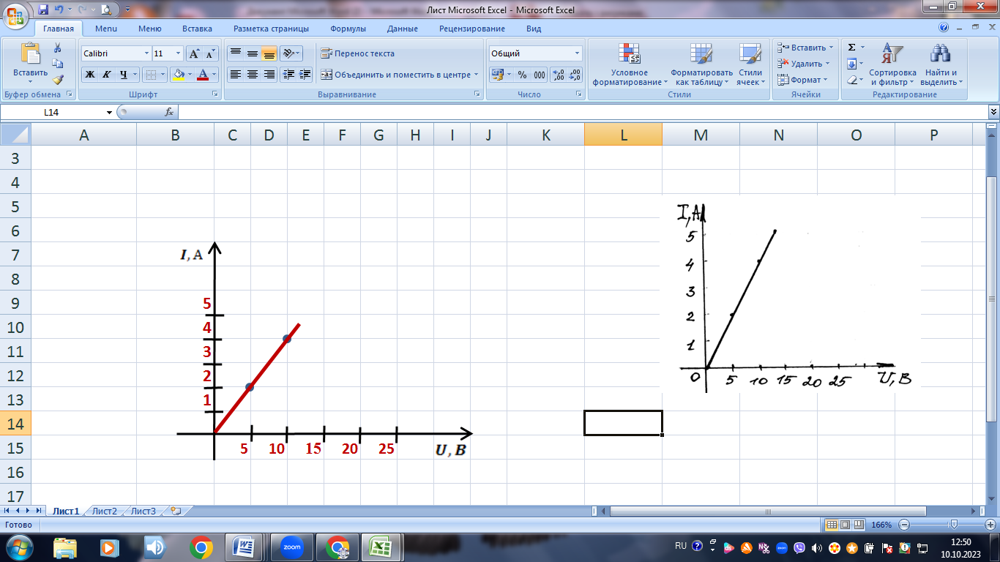 Лист Microsoft Excel - Microsoft Excel
Главная Menu Меню Вставка Разметка страницы Формулы Данные Рецензирование Вид
Вставить
Буфер обмена
Calibri 11
Ж К Ч
Шрифт
Перенос текста
Объединить и поместить в центре
Выравнивание
Общий
% 000
Число
Условное форматирование
Форматировать как таблицу
Стили ячеек
Стили
Вставить
Удалить
Формат
Ячейки
Σ
Сортировка и фильтр
Найти и выделить
Редактирование
L14 fx
A B C D E F G H I J K L M N O P
3
4
5
6
7
8
9
10
11
12
13
14
15
16
17
I, А
5
4
3
2
1
5 10 15 20 25
U, В
I, А
5
4
3
2
1
0 5 10 15 20 25 U, В
Лист1 Лист2 Лист3
Готово 166%
zoom
RU
12:50
10.10.2023